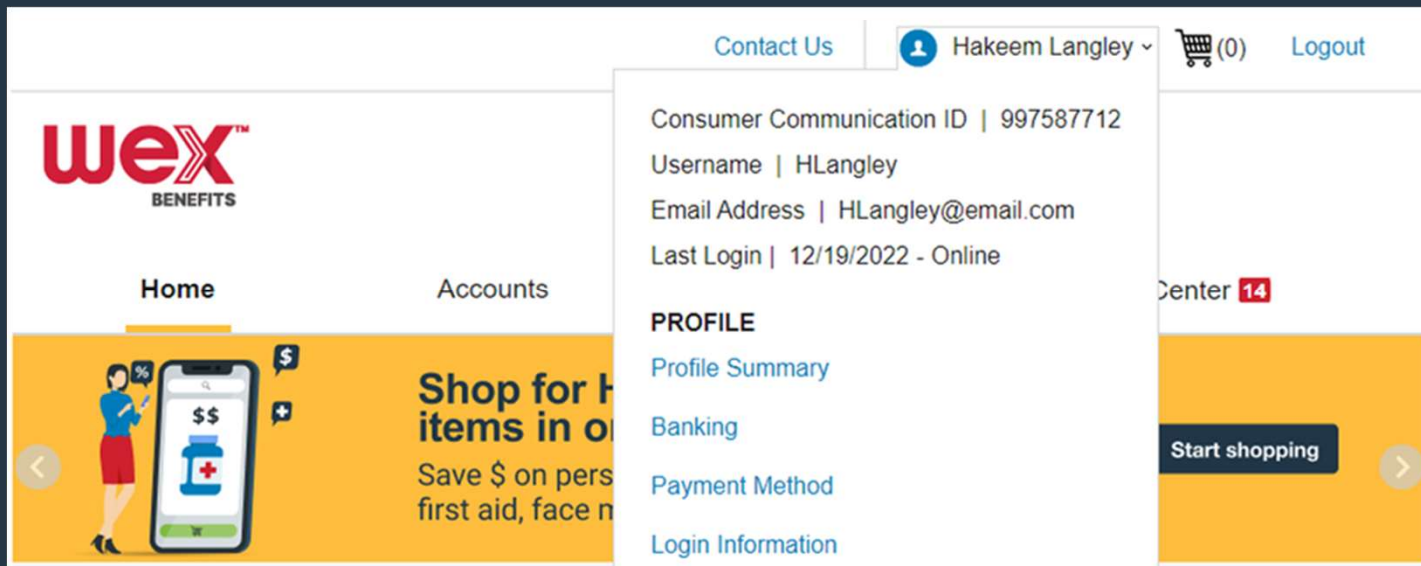 Contact Us
Hakeem Langley
(0)
Logout
Consumer Communication ID | 997587712
Username | HLangley
Email Address | HLangley@email.com
Last Login | 12/19/2022 - Online
wex™
BENEFITS
Home
Accounts
Center 14
PROFILE
Profile Summary
Banking
Payment Method
Login Information
%
$
$$
Shop for H
items in o
Save $ on pers
first aid, face
Start shopping